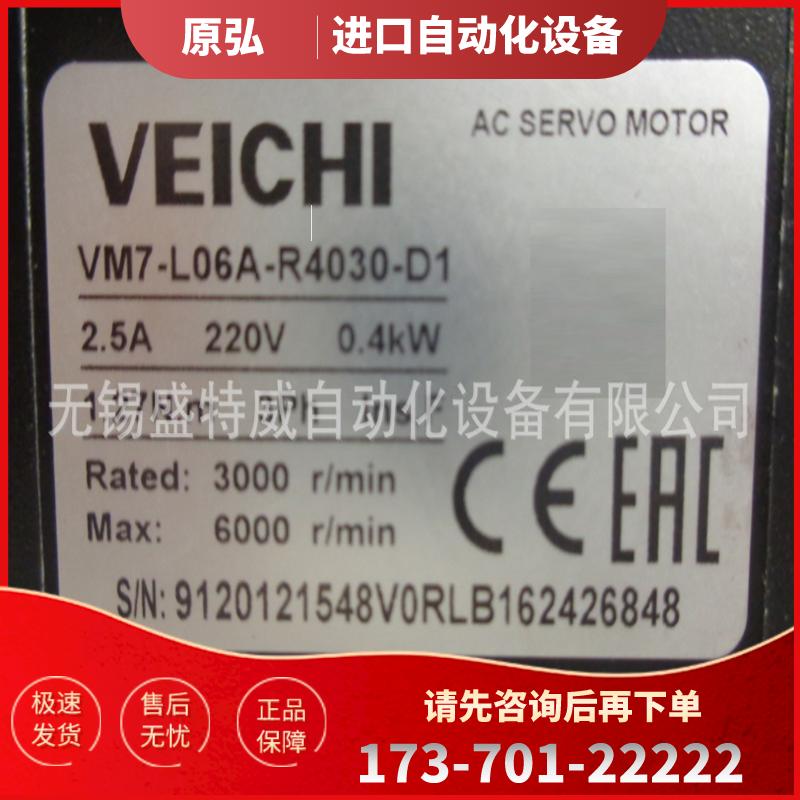 原弘 进口自动化设备
VEICHI
AC SERVO MOTOR
VM7-L06A-R4030-D1
2.5A 220V 0.4kW
无锡盛特威自动化设备有限公司
Rated: 3000 r/min
Max: 6000 r/min
CE EAC
S/N: 9120121548V0RLB162426848
极速发货
售后无忧
正品保障
请先咨询后再下单
173-701-22222